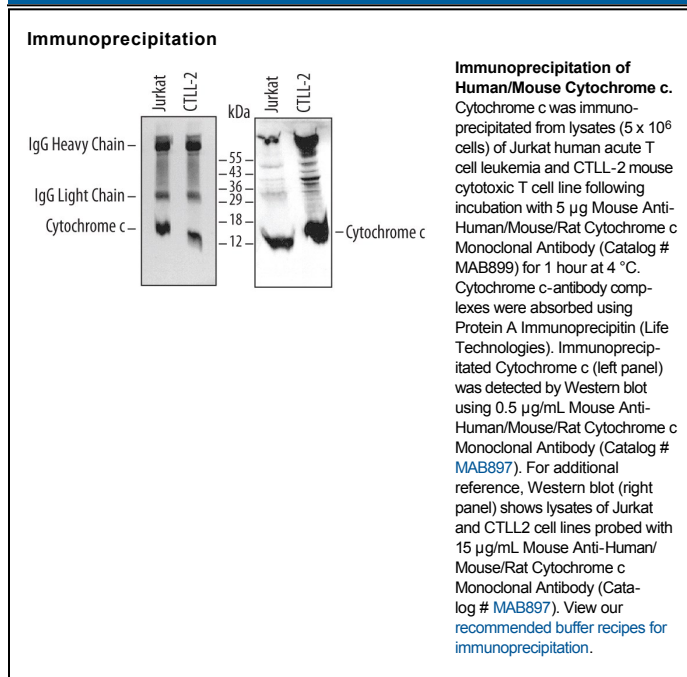 Immunoprecipitation
Jurkat
CTLL-2
kDa
Jurkat
CTLL-2
IgG Heavy Chain –
IgG Light Chain –
Cytochrome c –
– 55 –
– 43 –
– 36 –
– 29 –
– 18 –
– 12 –
– Cytochrome c
Immunoprecipitation of
Human/Mouse Cytochrome c.
Cytochrome c was immuno-
precipitated from lysates (5 x 10⁶
cells) of Jurkat human acute T
cell leukemia and CTLL-2 mouse
cytotoxic T cell line following
incubation with 5 µg Mouse Anti-
Human/Mouse/Rat Cytochrome c
Monoclonal Antibody (Catalog #
MAB899) for 1 hour at 4 °C.
Cytochrome c-antibody comp-
lexes were absorbed using
Protein A Immunoprecipitin (Life
Technologies). Immunoprecip-
itated Cytochrome c (left panel)
was detected by Western blot
using 0.5 µg/mL Mouse Anti-
Human/Mouse/Rat Cytochrome c
Monoclonal Antibody (Catalog #
MAB897). For additional
reference, Western blot (right
panel) shows lysates of Jurkat
and CTLL2 cell lines probed with
15 µg/mL Mouse Anti-Human/
Mouse/Rat Cytochrome c
Monoclonal Antibody (Cata-
log # MAB897). View our
recommended buffer recipes for
immunoprecipitation.